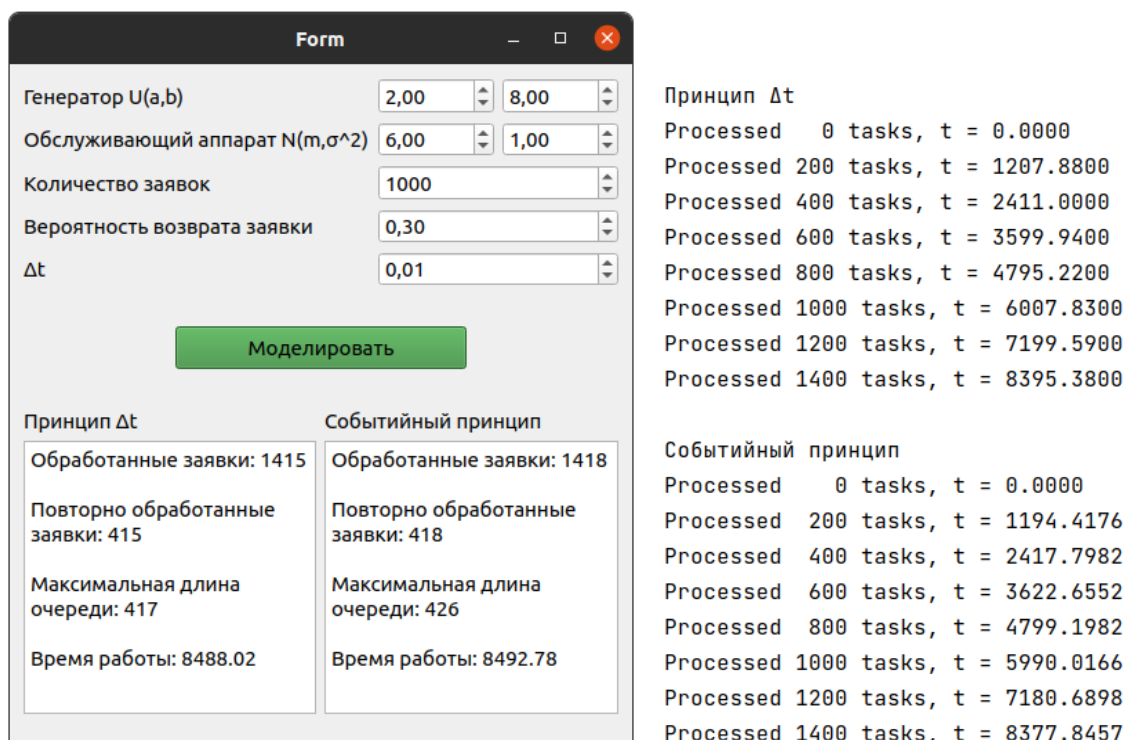 Form
Генератор U(a,b) 2,00 8,00
Обслуживающий аппарат N(m,σ^2) 6,00 1,00
Количество заявок 1000
Вероятность возврата заявки 0,30
Δt 0,01
Моделировать
Принцип Δt
Обработанные заявки: 1415
Повторно обработанные
заявки: 415
Максимальная длина
очереди: 417
Время работы: 8488.02
Событийный принцип
Обработанные заявки: 1418
Повторно обработанные
заявки: 418
Максимальная длина
очереди: 426
Время работы: 8492.78
Принцип Δt
Processed   0 tasks, t = 0.0000
Processed 200 tasks, t = 1207.8800
Processed 400 tasks, t = 2411.0000
Processed 600 tasks, t = 3599.9400
Processed 800 tasks, t = 4795.2200
Processed 1000 tasks, t = 6007.8300
Processed 1200 tasks, t = 7199.5900
Processed 1400 tasks, t = 8395.3800
Событийный принцип
Processed    0 tasks, t = 0.0000
Processed  200 tasks, t = 1194.4176
Processed  400 tasks, t = 2417.7982
Processed  600 tasks, t = 3622.6552
Processed  800 tasks, t = 4799.1982
Processed 1000 tasks, t = 5990.0166
Processed 1200 tasks, t = 7180.6898
Processed 1400 tasks, t = 8377.8457